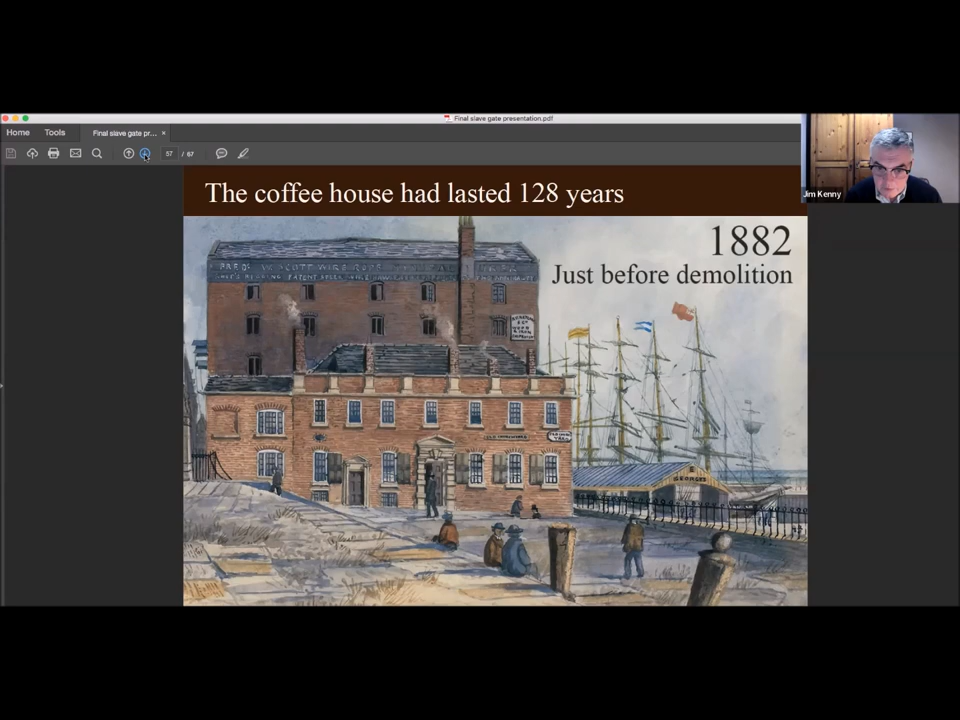 Final slave gate presentation.pdf
Home Tools Final slave gate pr... ×
57 / 67
The coffee house had lasted 128 years
Jim Kenny
1882
Just before demolition
GEORGES